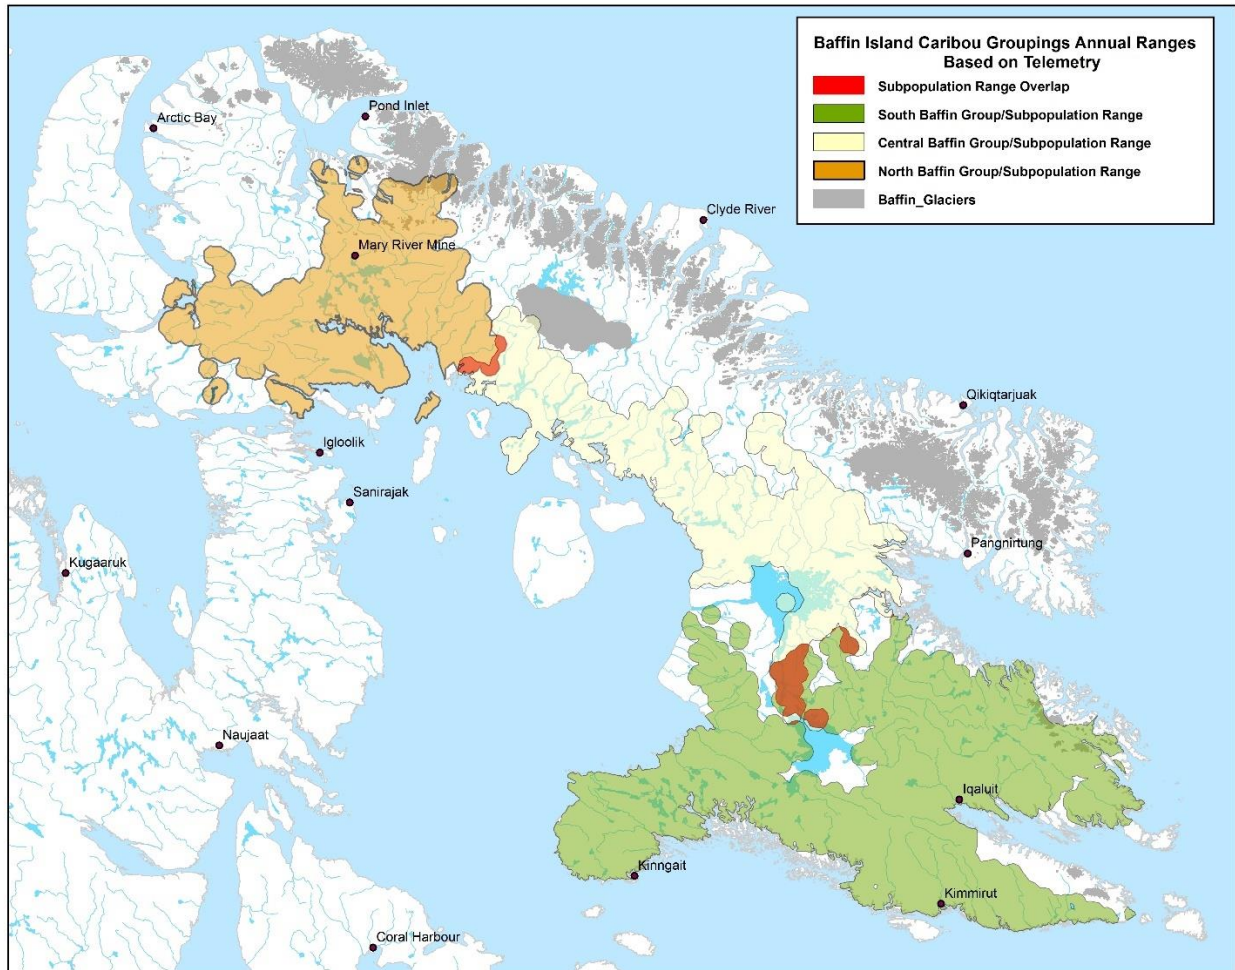 Baffin Island Caribou Groupings Annual Ranges
Based on Telemetry
Subpopulation Range Overlap
South Baffin Group/Subpopulation Range
Central Baffin Group/Subpopulation Range
North Baffin Group/Subpopulation Range
Baffin_Glaciers
Pond Inlet
Arctic Bay
Clyde River
Mary River Mine
Qikiqtarjuak
Igloolik
Sanirajak
Pangnirtung
Kugaaruk
Naujaat
Iqaluit
Kinngait
Kimmirut
Coral Harbour